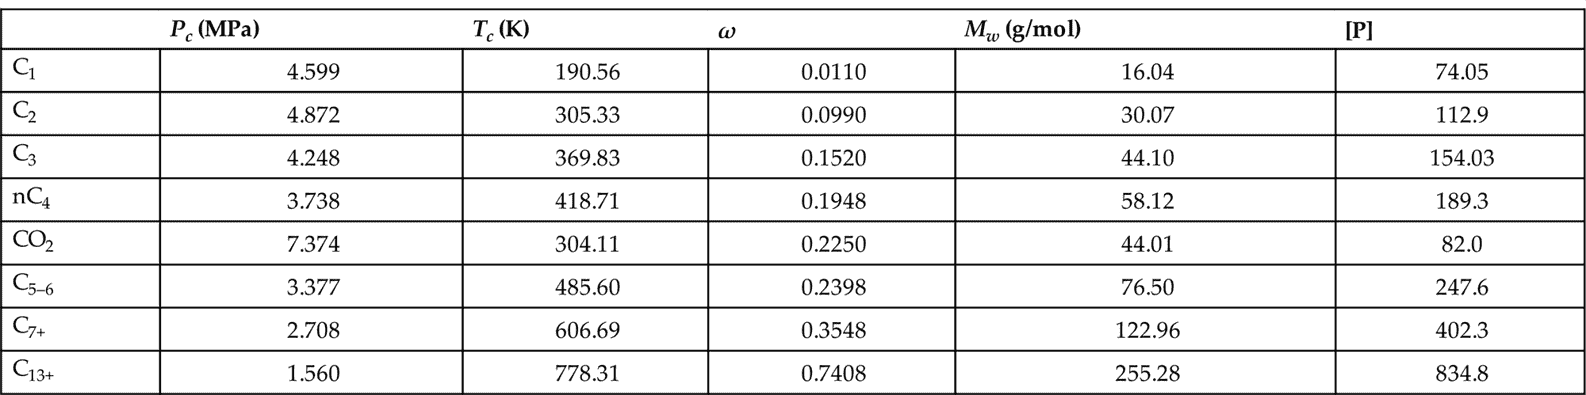 P_c (MPa) T_c (K) ω M_w (g/mol) [P]
C₁ 4.599 190.56 0.0110 16.04 74.05
C₂ 4.872 305.33 0.0990 30.07 112.9
C₃ 4.248 369.83 0.1520 44.10 154.03
nC₄ 3.738 418.71 0.1948 58.12 189.3
CO₂ 7.374 304.11 0.2250 44.01 82.0
C₅₋₆ 3.377 485.60 0.2398 76.50 247.6
C₇₊ 2.708 606.69 0.3548 122.96 402.3
C₁₃₊ 1.560 778.31 0.7408 255.28 834.8